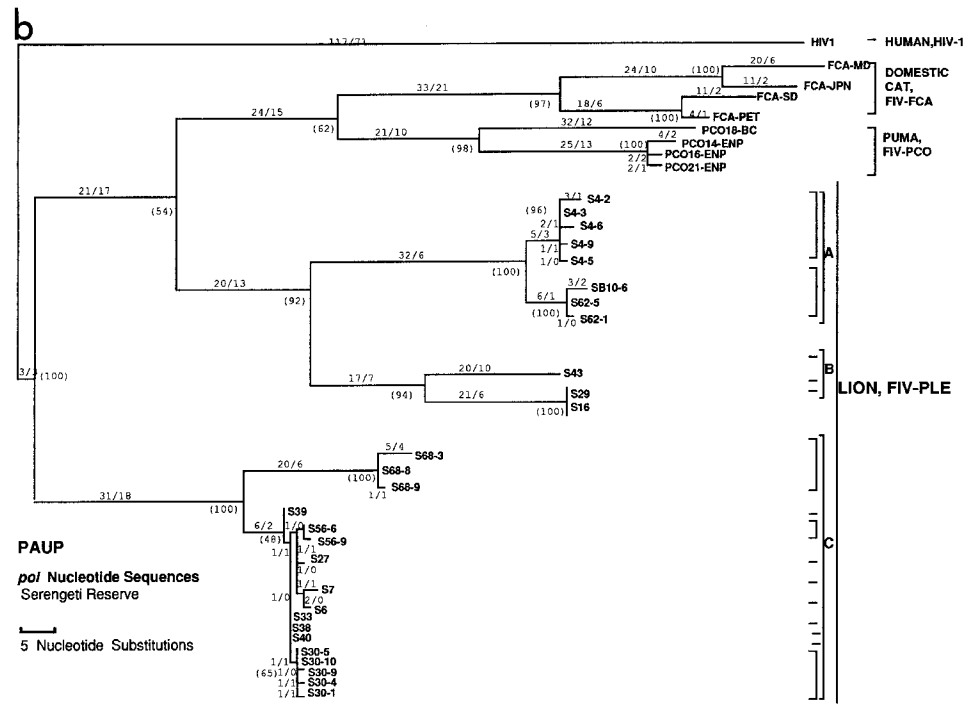 b
117/71
HIV1
HUMAN,HIV-1
20/6
FCA-MD
24/10
(100)
DOMESTIC
CAT,
FIV-FCA
11/2
FCA-JPN
33/21
11/2
FCA-SD
(97)
18/6
24/15
(100)
4/1
FCA-PET
(62)
32/12
PCO18-BC
21/10
4/2
PUMA,
FIV-PCO
(98)
25/13
(100)
PCO14-ENP
2/2
PCO16-ENP
2/1
PCO21-ENP
21/17
(54)
3/1
S4-2
(96)
S4-3
2/1
S4-6
5/3
1/1
S4-9
A
32/6
1/0
S4-5
(100)
20/13
3/2
SB10-6
(92)
6/1
S62-5
(100)
1/0
S62-1
3/
(100)
20/10
S43
B
17/7
LION, FIV-PLE
(94)
21/6
S29
(100)
S16
5/4
S68-3
20/6
S68-8
(100)
1/1
S68-9
31/18
(100)
S39
6/2
1/0
S56-6
(48)
S56-9
C
1/1
1/1
S27
1/0
PAUP
pol Nucleotide Sequences
Serengeti Reserve
1/1
S7
1/0
2/0
S6
S33
S38
S40
5 Nucleotide Substitutions
S30-5
1/1
S30-10
(65)
1/0
S30-9
1/1
S30-4
1/1
S30-1